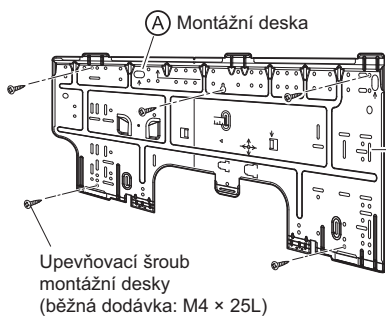 Ⓐ Montážní deska
Upevňovací šroub
montážní desky
(běžná dodávka: M4 × 25L)